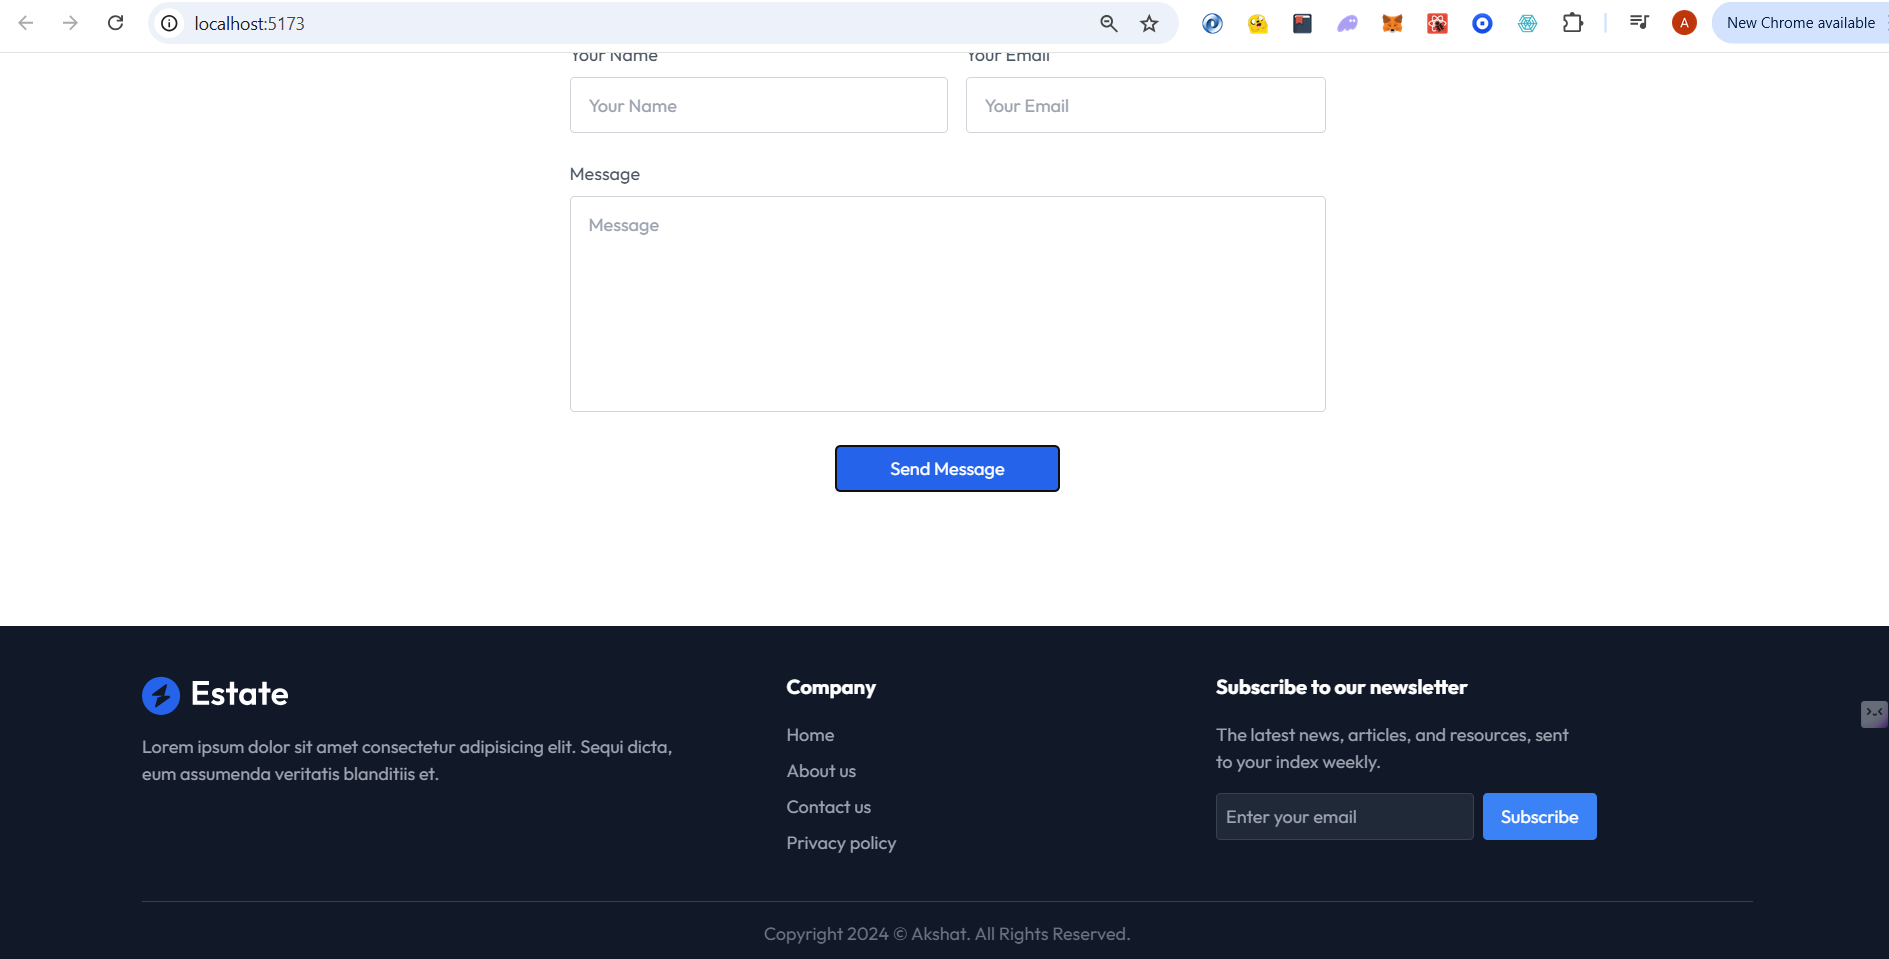 localhost:5173
A
New Chrome available
Your Name
Your Email
Your Name
Your Email
Message
Message
Send Message
Estate
Lorem ipsum dolor sit amet consectetur adipisicing elit. Sequi dicta,
eum assumenda veritatis blanditiis et.
Company
Home
About us
Contact us
Privacy policy
Subscribe to our newsletter
The latest news, articles, and resources, sent
to your index weekly.
Enter your email
Subscribe
Copyright 2024 © Akshat. All Rights Reserved.